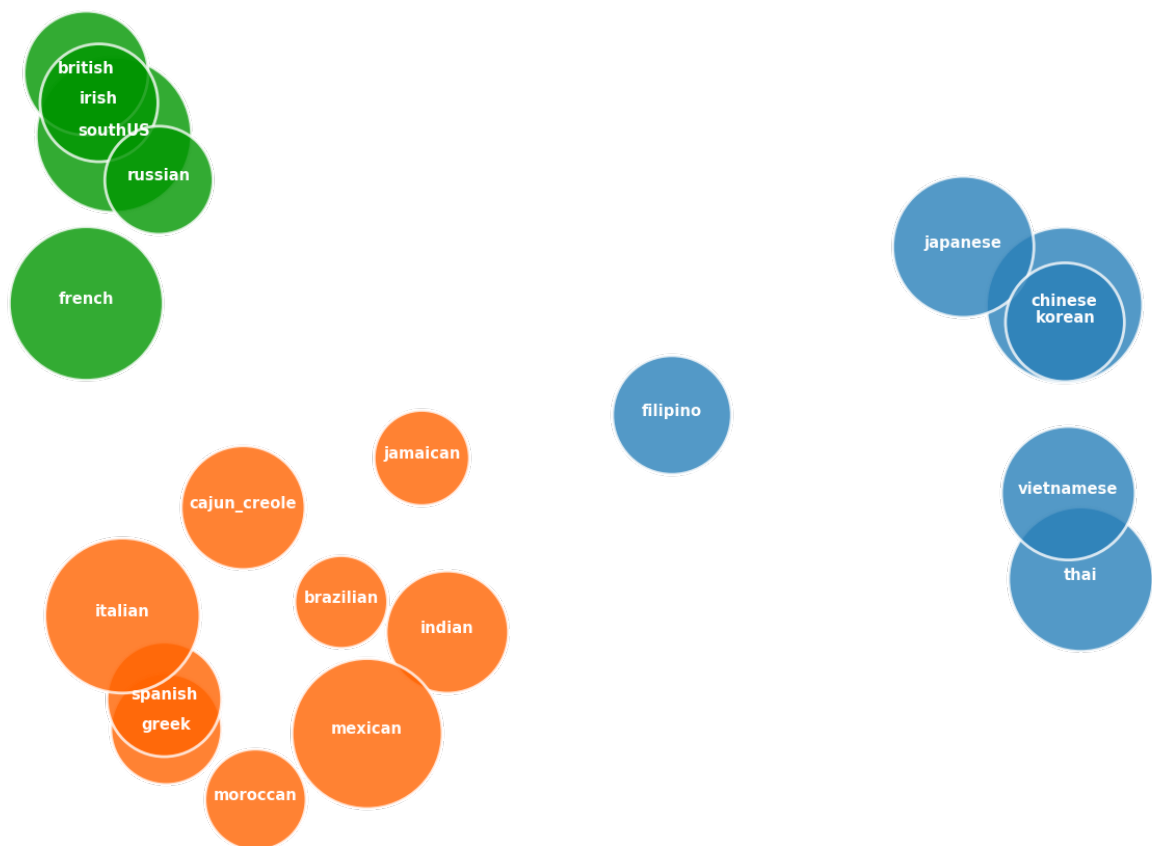 british
irish
southUS
russian
japanese
french
chinese
korean
filipino
jamaican
vietnamese
cajun_creole
thai
brazilian
italian
indian
spanish
greek
mexican
moroccan